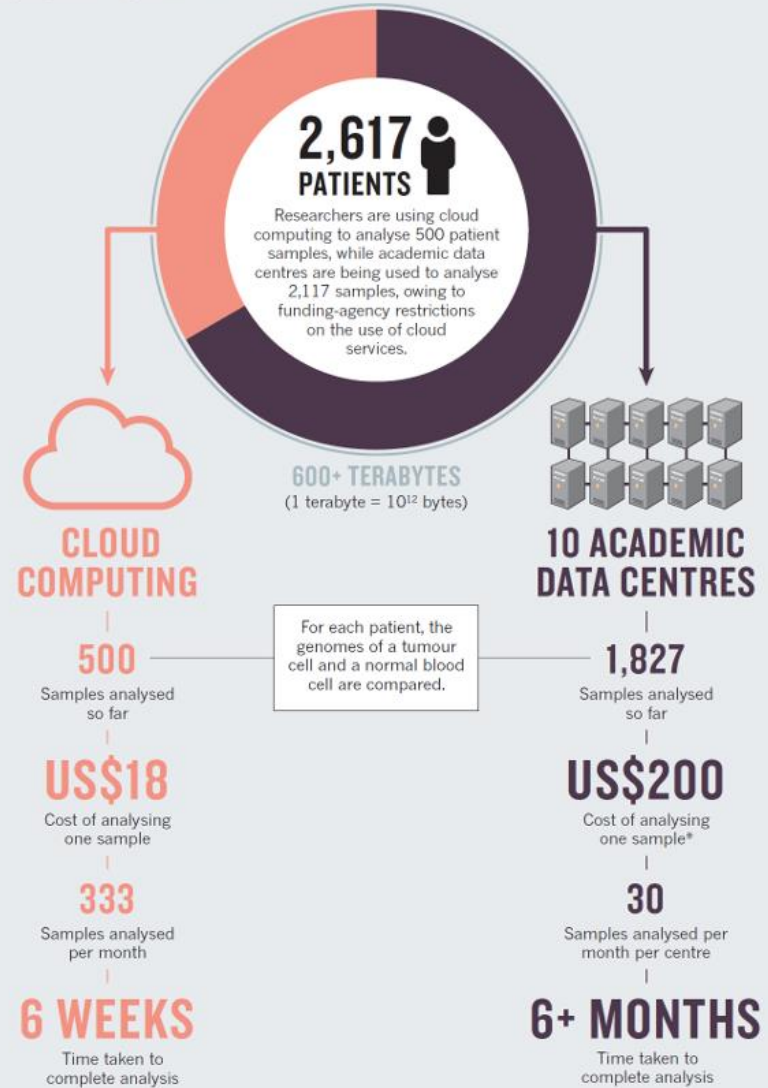 2,617
PATIENTS
Researchers are using cloud
computing to analyse 500 patient
samples, while academic data
centres are being used to analyse
2,117 samples, owing to
funding-agency restrictions
on the use of cloud
services.
600+ TERABYTES
(1 terabyte = 10¹² bytes)
CLOUD
COMPUTING
10 ACADEMIC
DATA CENTRES
For each patient, the
genomes of a tumour
cell and a normal blood
cell are compared.
500
Samples analysed
so far
1,827
Samples analysed
so far
US$18
Cost of analysing
one sample
US$200
Cost of analysing
one sample*
333
Samples analysed
per month
30
Samples analysed per
month per centre
6 WEEKS
Time taken to
complete analysis
6+ MONTHS
Time taken to
complete analysis